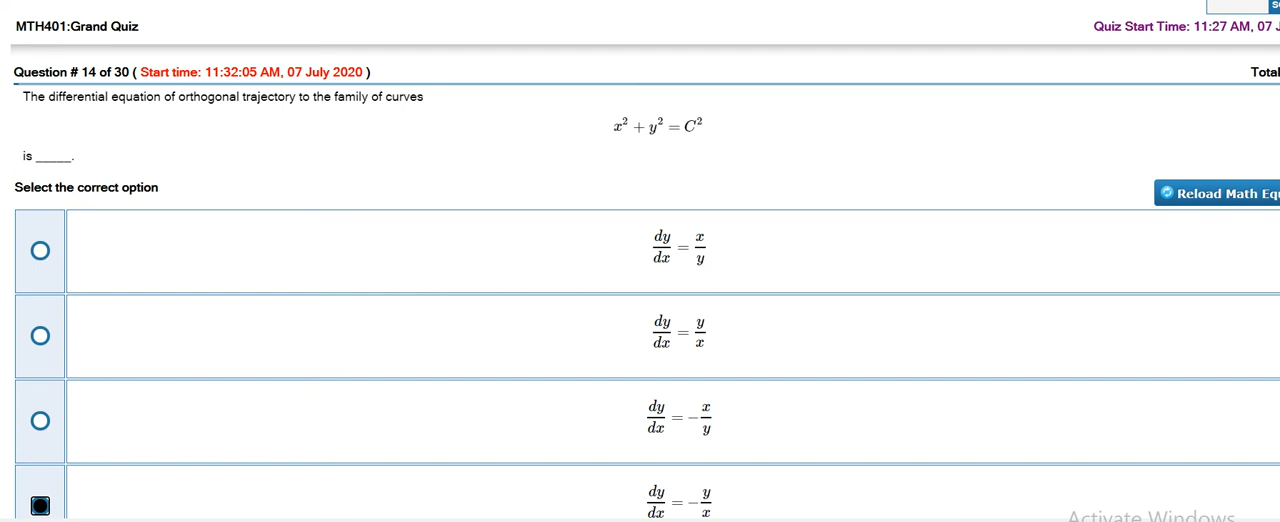 MTH401:Grand Quiz
Quiz Start Time: 11:27 AM, 07 J
Question # 14 of 30 ( Start time: 11:32:05 AM, 07 July 2020 )
Total
The differential equation of orthogonal trajectory to the family of curves
x² + y² = C²
is _____.
Select the correct option
Reload Math Equ
dy/dx = x/y
dy/dx = y/x
dy/dx = −x/y
dy/dx = −y/x
Activate Windows